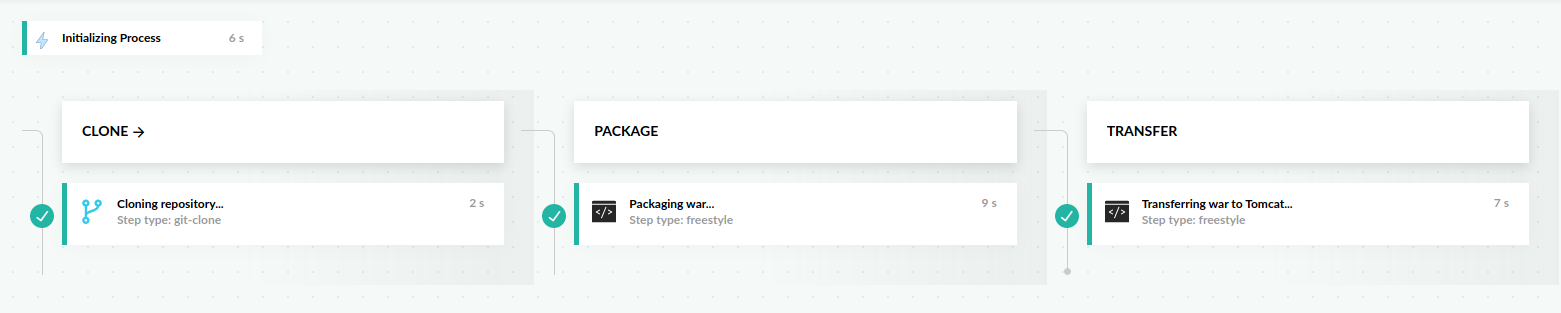 Initializing Process 6 s
CLONE →
PACKAGE
TRANSFER
Cloning repository... 2 s
Step type: git-clone
Packaging war... 9 s
Step type: freestyle
Transferring war to Tomcat... 7 s
Step type: freestyle